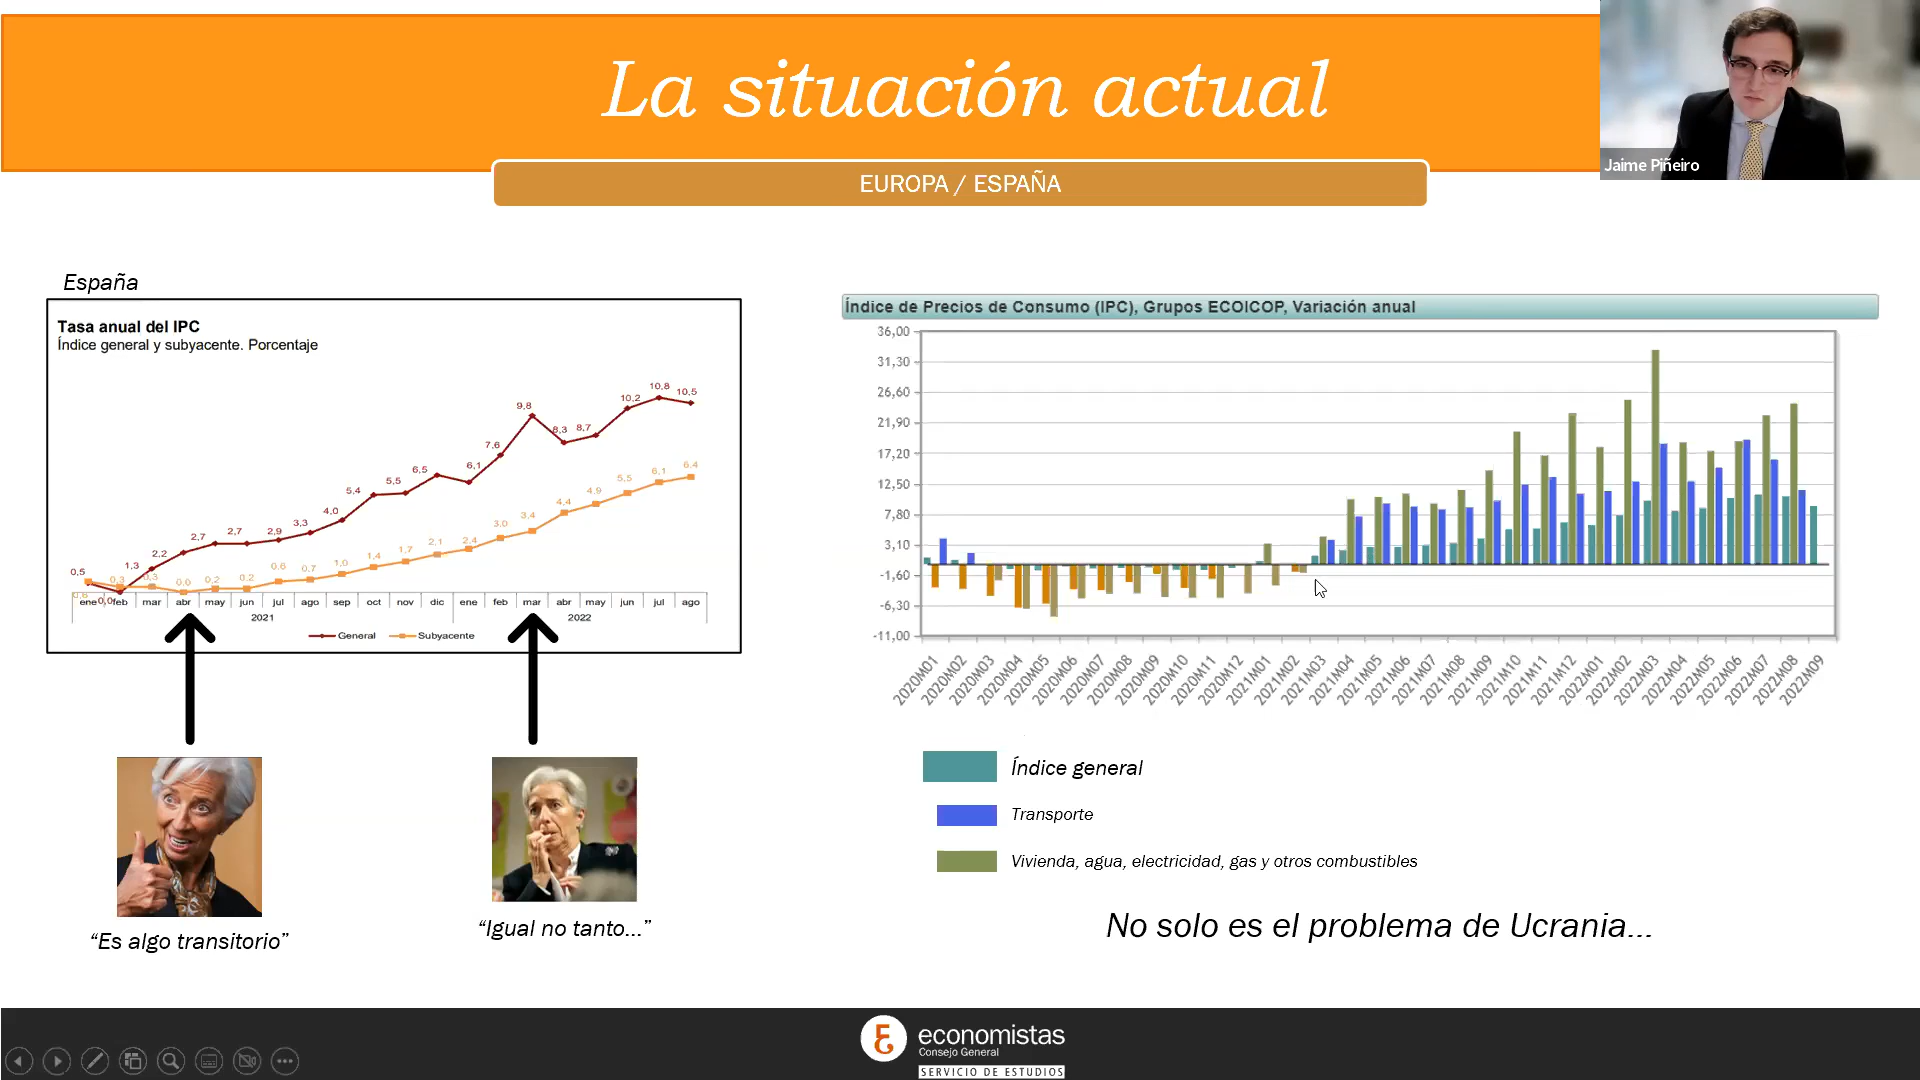 La situación actual
Jaime Piñeiro
EUROPA / ESPAÑA
España
Tasa anual del IPC
Índice general y subyacente. Porcentaje
0,5
0,0
1,3
2,2
2,7
2,7
2,9
3,3
4,0
5,4
5,5
6,5
6,1
7,6
9,8
8,3
8,7
10,2
10,8
10,5
0,6
0,3
0,3
0,0
0,2
0,2
0,6
0,7
1,0
1,4
1,7
2,1
2,4
3,0
3,4
4,4
4,9
5,5
6,1
6,4
ene feb mar abr may jun jul ago sep oct nov dic ene feb mar abr may jun jul ago
2021 2022
General Subyacente
“Es algo transitorio”
“Igual no tanto...”
Índice de Precios de Consumo (IPC), Grupos ECOICOP, Variación anual
36,00
31,30
26,60
21,90
17,20
12,50
7,80
3,10
-1,60
-6,30
-11,00
2020M01 2020M02 2020M03 2020M04 2020M05 2020M06 2020M07 2020M08 2020M09 2020M10 2020M11 2020M12 2021M01 2021M02 2021M03 2021M04 2021M05 2021M06 2021M07 2021M08 2021M09 2021M10 2021M11 2021M12 2022M01 2022M02 2022M03 2022M04 2022M05 2022M06 2022M07 2022M08 2022M09
Índice general
Transporte
Vivienda, agua, electricidad, gas y otros combustibles
No solo es el problema de Ucrania...
economistas
Consejo General
SERVICIO DE ESTUDIOS